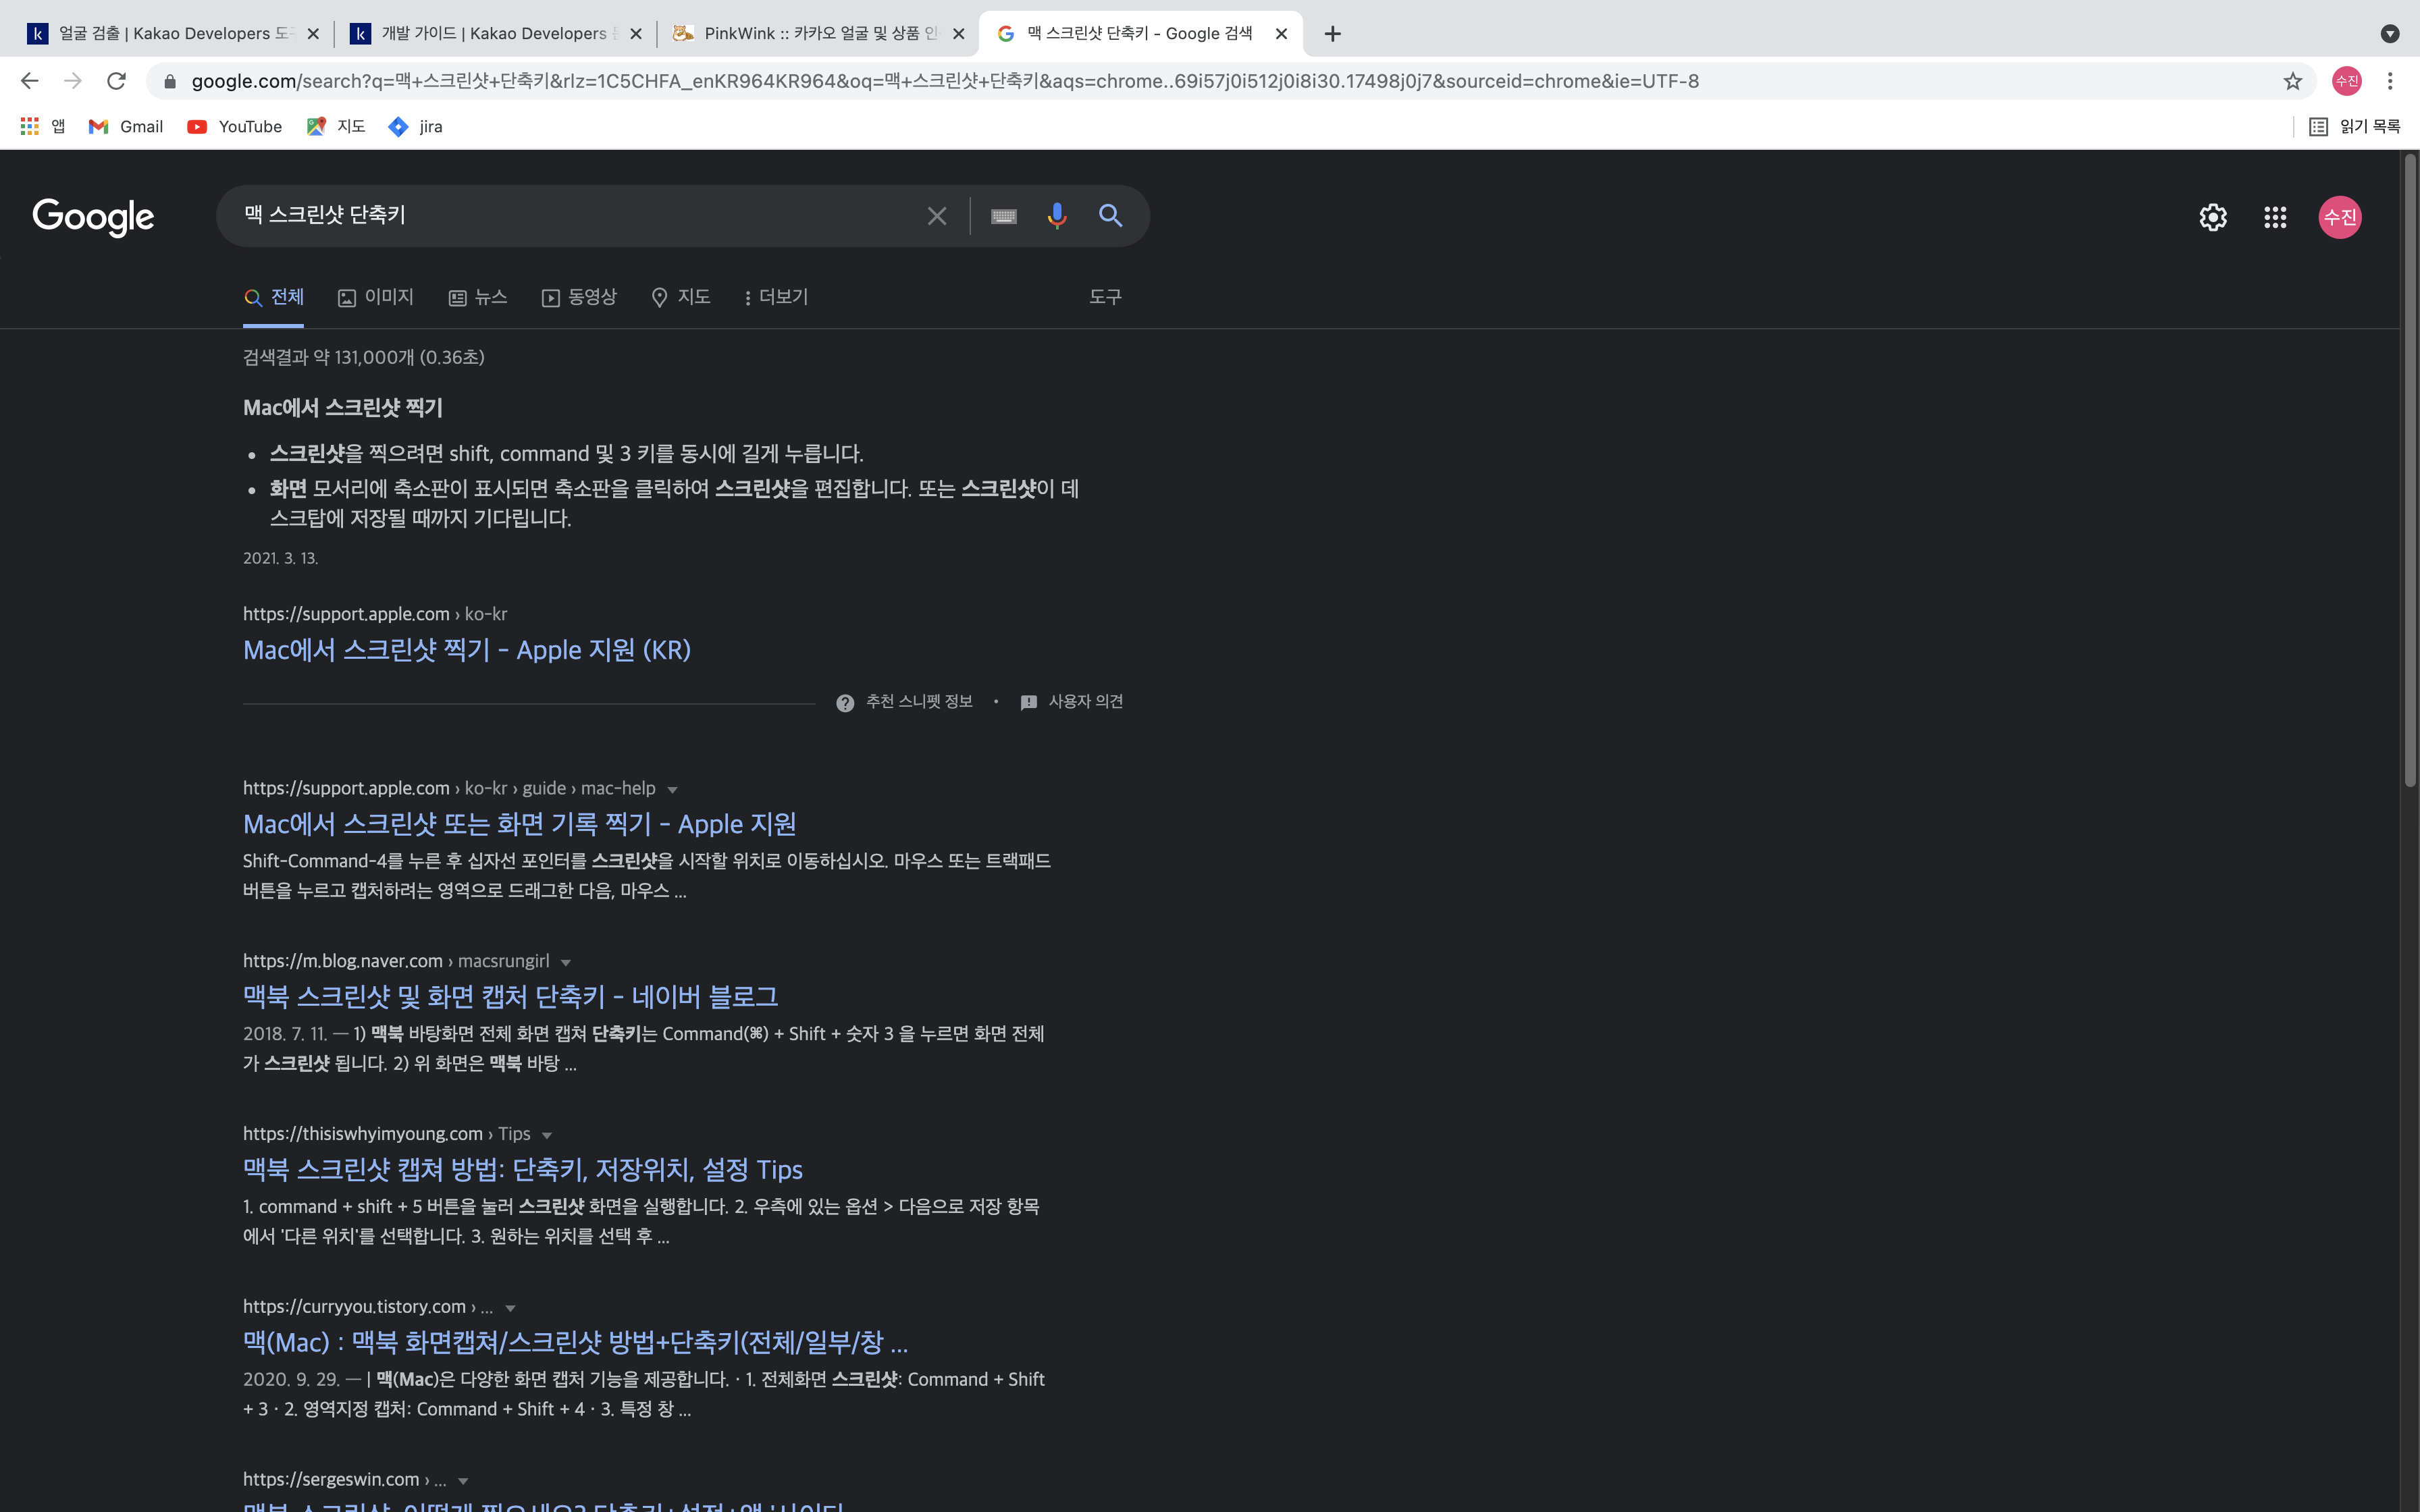 얼굴 검출 | Kakao Developers 도구
개발 가이드 | Kakao Developers
PinkWink :: 카카오 얼굴 및 상품 인
맥 스크린샷 단축키 - Google 검색
google.com/search?q=맥+스크린샷+단축키&rlz=1C5CHFA_enKR964KR964&oq=맥+스크린샷+단축키&aqs=chrome..69i57j0i512j0i8i30.17498j0j7&sourceid=chrome&ie=UTF-8
수진
앱 Gmail YouTube 지도 jira 읽기 목록
Google 맥 스크린샷 단축키 수진
전체 이미지 뉴스 동영상 지도 더보기 도구
검색결과 약 131,000개 (0.36초)
Mac에서 스크린샷 찍기
• 스크린샷을 찍으려면 shift, command 및 3 키를 동시에 길게 누릅니다.
• 화면 모서리에 축소판이 표시되면 축소판을 클릭하여 스크린샷을 편집합니다. 또는 스크린샷이 데
스크탑에 저장될 때까지 기다립니다.
2021. 3. 13.
https://support.apple.com › ko-kr
Mac에서 스크린샷 찍기 - Apple 지원 (KR)
추천 스니펫 정보 • 사용자 의견
https://support.apple.com › ko-kr › guide › mac-help
Mac에서 스크린샷 또는 화면 기록 찍기 - Apple 지원
Shift-Command-4를 누른 후 십자선 포인터를 스크린샷을 시작할 위치로 이동하십시오. 마우스 또는 트랙패드
버튼을 누르고 캡처하려는 영역으로 드래그한 다음, 마우스 ...
https://m.blog.naver.com › macsrungirl
맥북 스크린샷 및 화면 캡처 단축키 - 네이버 블로그
2018. 7. 11. — 1) 맥북 바탕화면 전체 화면 캡쳐 단축키는 Command(⌘) + Shift + 숫자 3 을 누르면 화면 전체
가 스크린샷 됩니다. 2) 위 화면은 맥북 바탕 ...
https://thisiswhyimyoung.com › Tips
맥북 스크린샷 캡쳐 방법: 단축키, 저장위치, 설정 Tips
1. command + shift + 5 버튼을 눌러 스크린샷 화면을 실행합니다. 2. 우측에 있는 옵션 > 다음으로 저장 항목
에서 '다른 위치'를 선택합니다. 3. 원하는 위치를 선택 후 ...
https://curryyou.tistory.com › ...
맥(Mac) : 맥북 화면캡쳐/스크린샷 방법+단축키(전체/일부/창 ...
2020. 9. 29. — | 맥(Mac)은 다양한 화면 캡처 기능을 제공합니다. · 1. 전체화면 스크린샷: Command + Shift
+ 3 · 2. 영역지정 캡처: Command + Shift + 4 · 3. 특정 창 ...
https://sergeswin.com › ...
맥북 스크린샷,